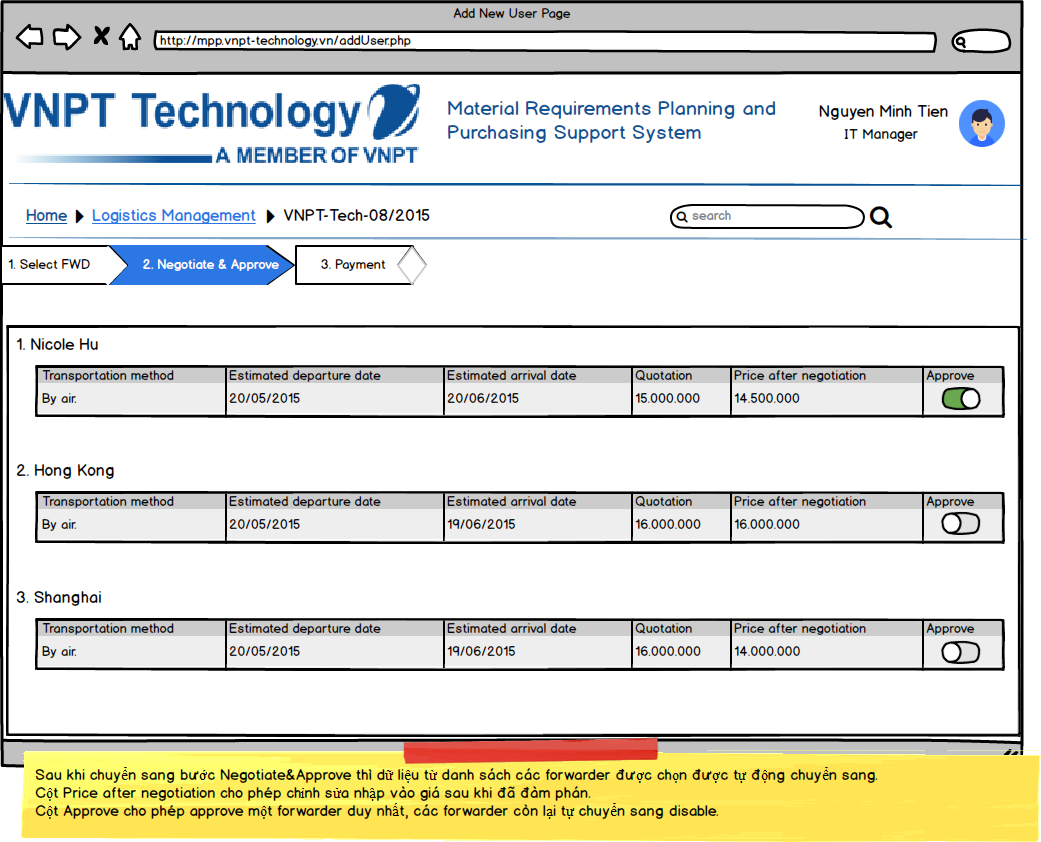 Add New User Page
http://mpp.vnpt-technology.vn/addUser.php
VNPT Technology
A MEMBER OF VNPT
Material Requirements Planning and
Purchasing Support System
Nguyen Minh Tien
IT Manager
Home Logistics Management VNPT-Tech-08/2015
search
1. Select FWD 2. Negotiate & Approve 3. Payment
1. Nicole Hu
Transportation method Estimated departure date Estimated arrival date Quotation Price after negotiation Approve
By air. 20/05/2015 20/06/2015 15.000.000 14.500.000
2. Hong Kong
Transportation method Estimated departure date Estimated arrival date Quotation Price after negotiation Approve
By air. 20/05/2015 19/06/2015 16.000.000 16.000.000
3. Shanghai
Transportation method Estimated departure date Estimated arrival date Quotation Price after negotiation Approve
By air. 20/05/2015 19/06/2015 16.000.000 14.000.000
Sau khi chuyển sang bước Negotiate&Approve thì dữ liệu từ danh sách các forwarder được chọn được tự động chuyển sang.
Cột Price after negotiation cho phép chỉnh sửa nhập vào giá sau khi đã đàm phán.
Cột Approve cho phép approve một forwarder duy nhất, các forwarder còn lại tự chuyển sang disable.